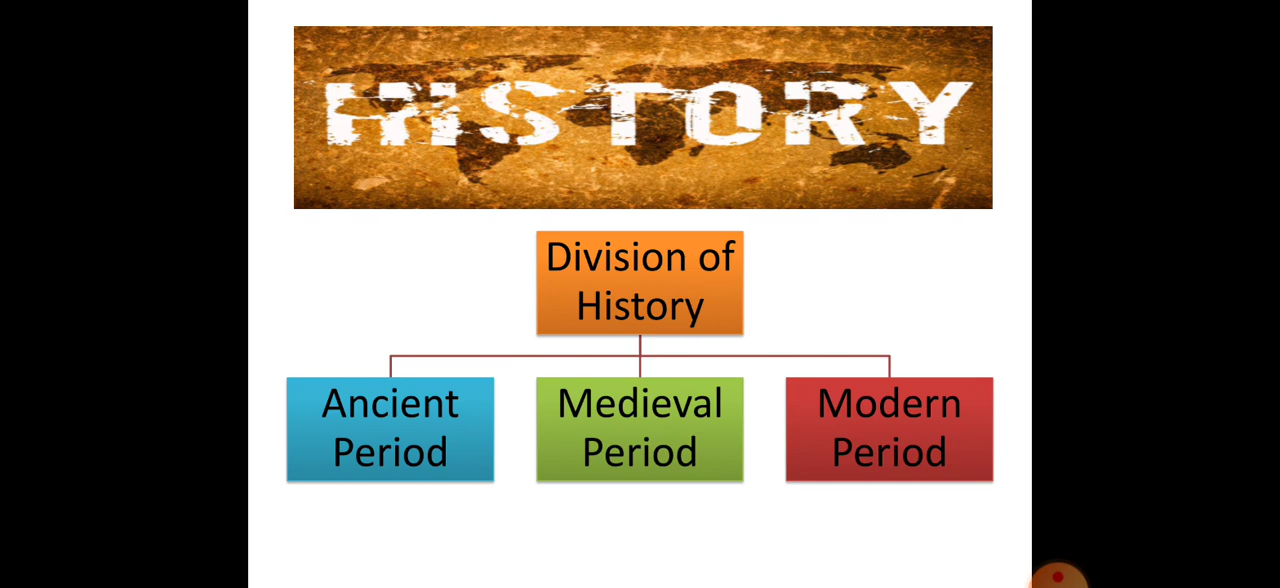 HISTORY
Division of
History
Ancient
Period
Medieval
Period
Modern
Period